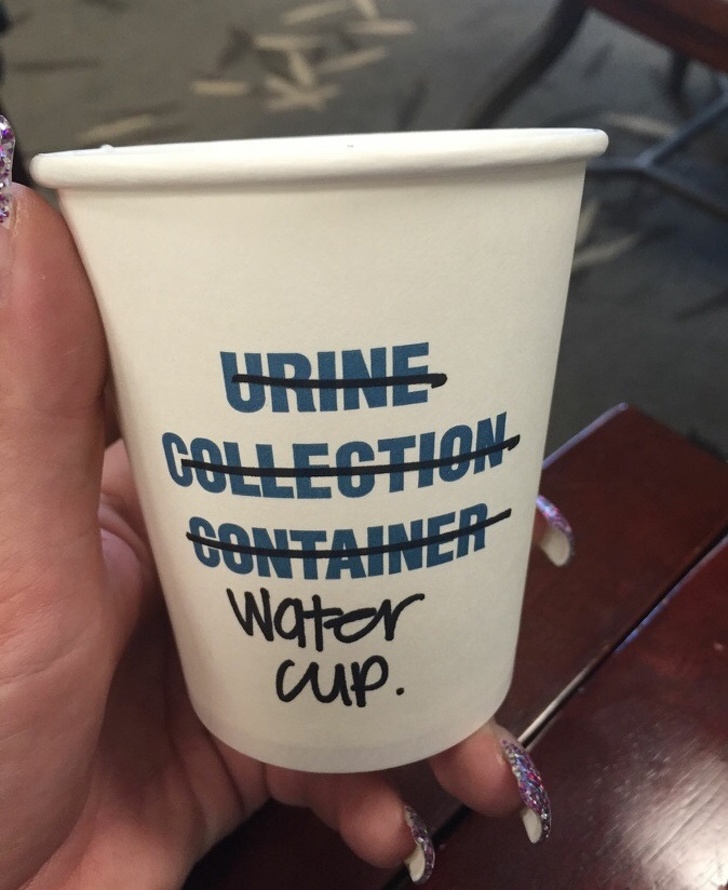 URINE
COLLECTION
CONTAINER
Water
cup.